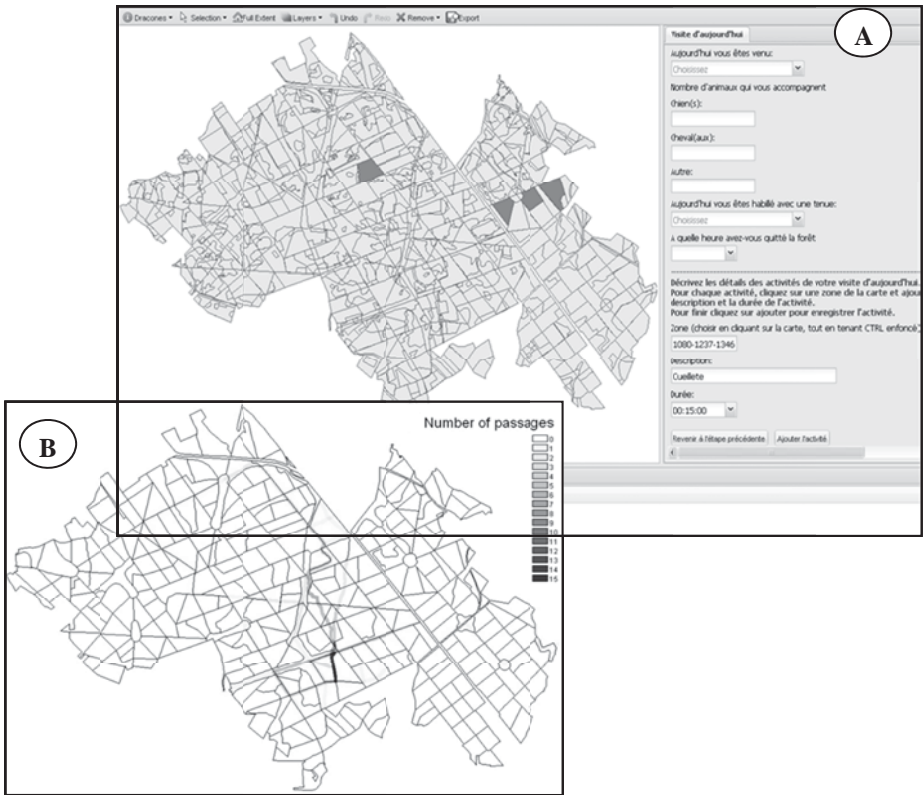 Dracones Selection Full Extent Layers Undo Redo Remove Export
A
Visite d'aujourd'hui
Aujourd'hui vous êtes venu:
Choisissez
Nombre d'animaux qui vous accompagnent
Chien(s):
Cheval(aux):
Autre:
Aujourd'hui vous êtes habillé avec une tenue:
Choisissez
A quelle heure avez-vous quitté la forêt
Décrivez les détails des activités de votre visite d'aujourd'hui.
Pour chaque activité, cliquez sur une zone de la carte et ajou
description et la durée de l'activité.
Pour finir cliquez sur ajouter pour enregistrer l'activité.
Zone (choisir en cliquant sur la carte, tout en tenant CTRL enfoncé)
1080-1237-1346
Description:
Cueillete
Durée:
00:15:00
Revenir à l'étape précédente Ajouter l'activité
B
Number of passages
0
1
2
3
4
5
6
7
8
9
10
11
12
13
14
15